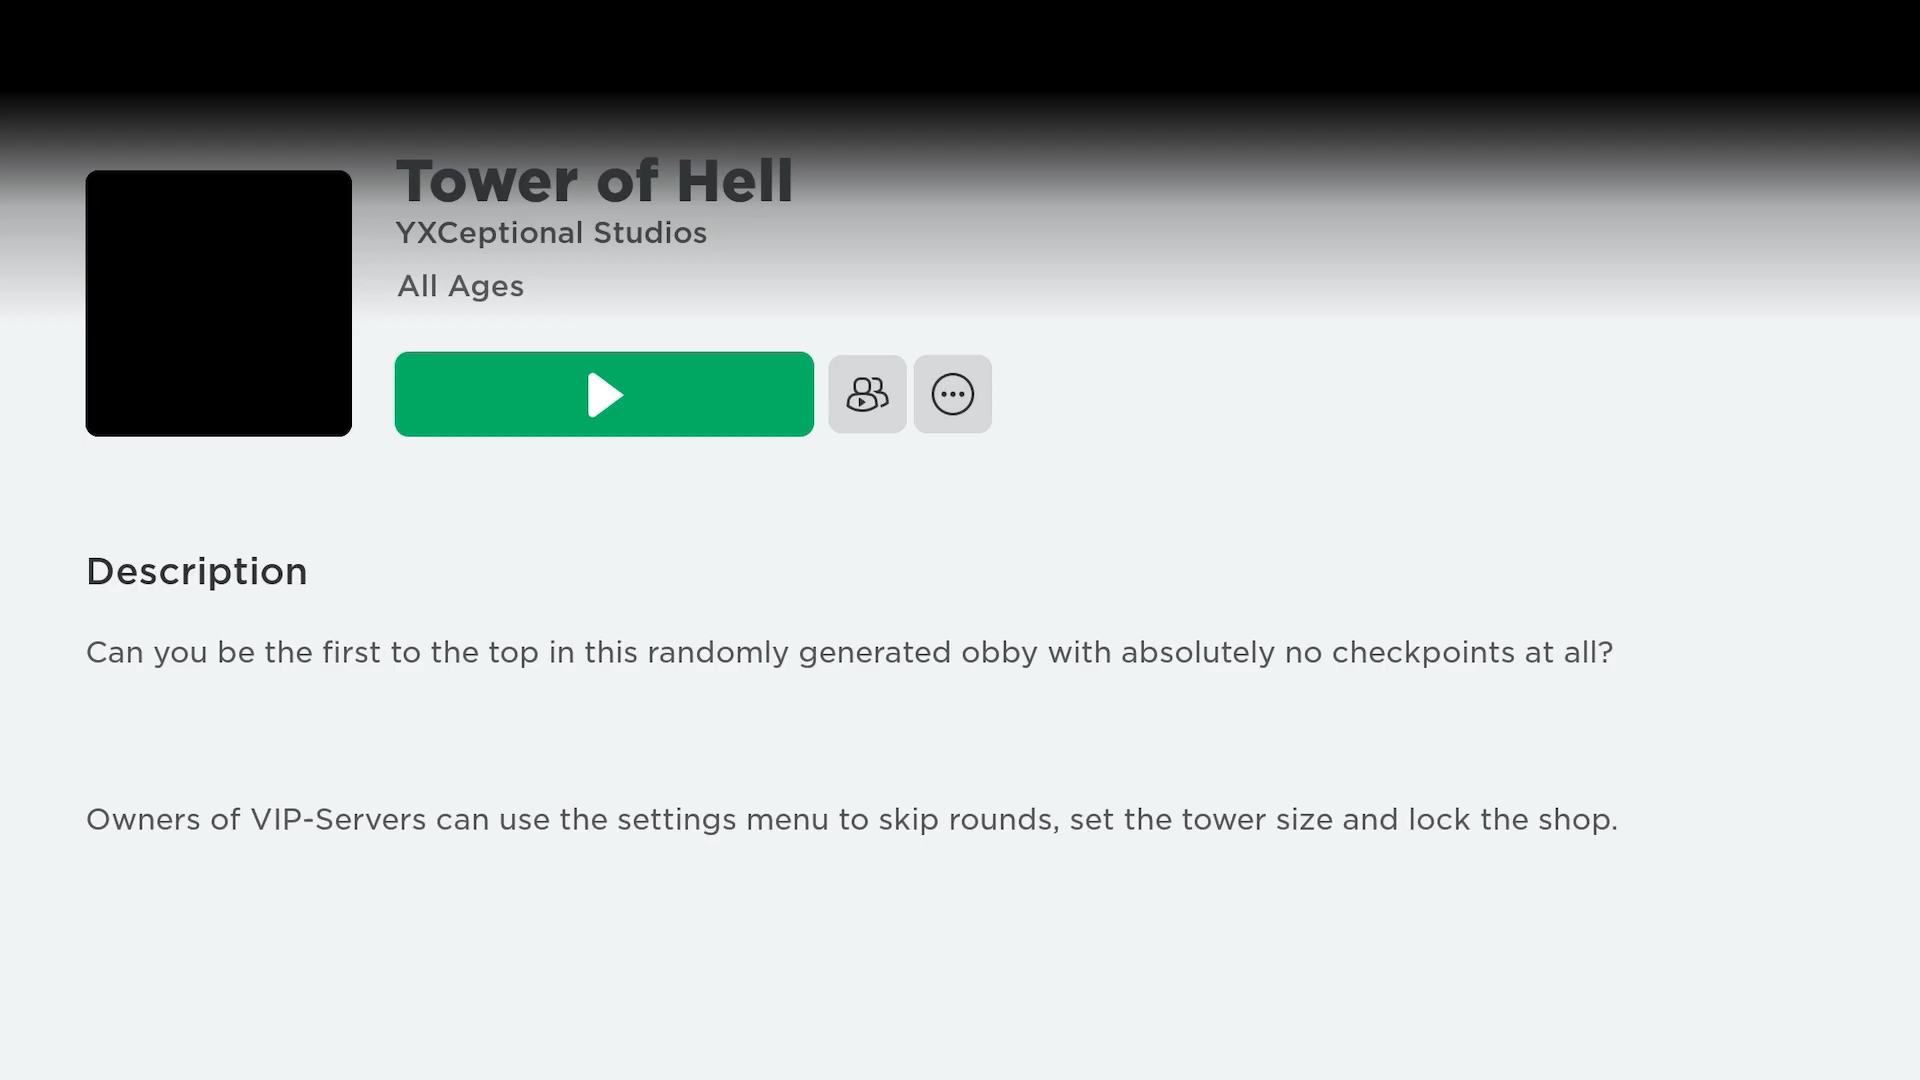 Tower of Hell
YXCeptional Studios
All Ages
Description
Can you be the first to the top in this randomly generated obby with absolutely no checkpoints at all?
Owners of VIP-Servers can use the settings menu to skip rounds, set the tower size and lock the shop.